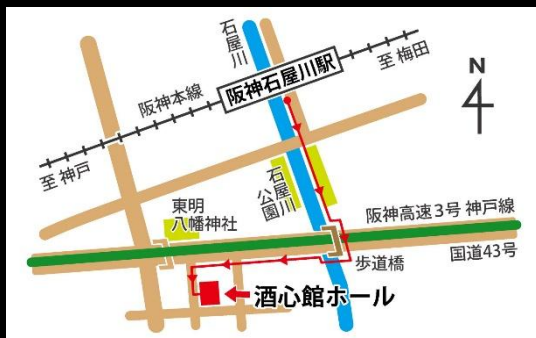 石屋川
至 梅田
阪神石屋川駅
阪神本線
N
至 神戸
石屋川
公園
東明
八幡神社
阪神高速3号 神戸線
国道43号
歩道橋
酒心館ホール